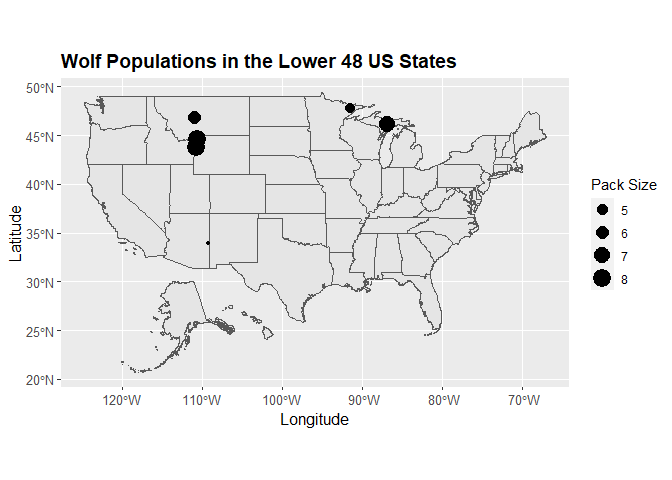 Wolf Populations in the Lower 48 US States
50°N
45°N
40°N
35°N
30°N
25°N
20°N
Latitude
120°W
110°W
100°W
90°W
80°W
70°W
Longitude
Pack Size
5
6
7
8